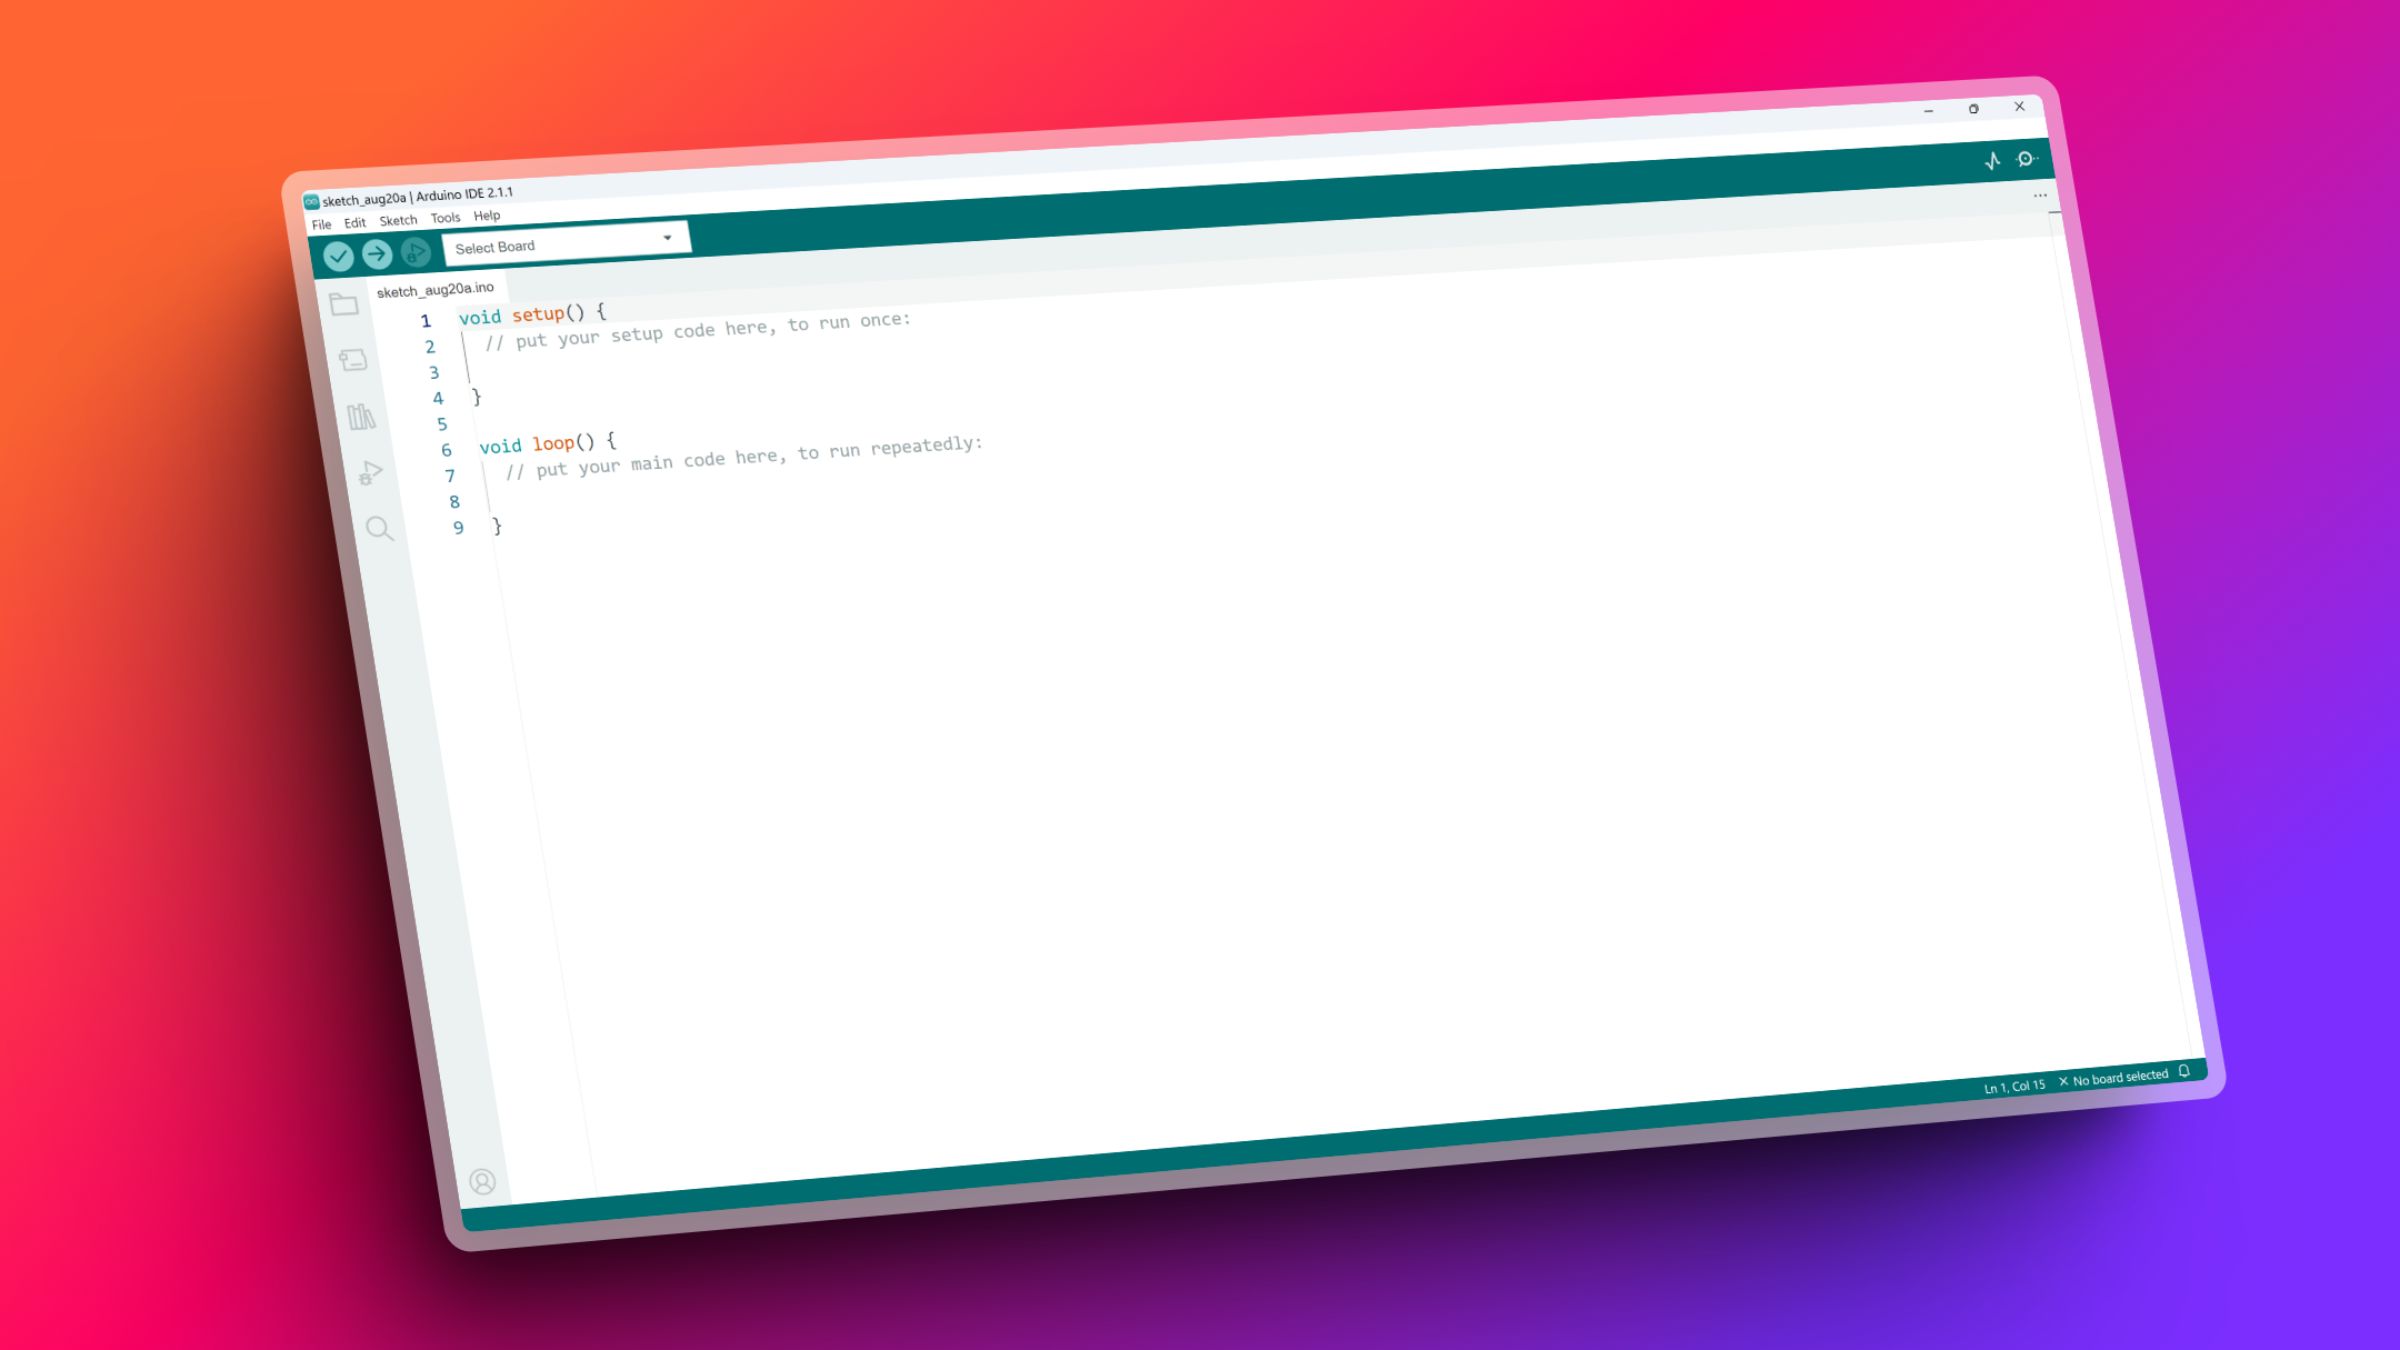 sketch_aug20a | Arduino IDE 2.1.1
File Edit Sketch Tools Help
Select Board
sketch_aug20a.ino
1 void setup() {
2 // put your setup code here, to run once:
3
4 }
5
6 void loop() {
7 // put your main code here, to run repeatedly:
8
9 }
Ln 1, Col 15 × No board selected